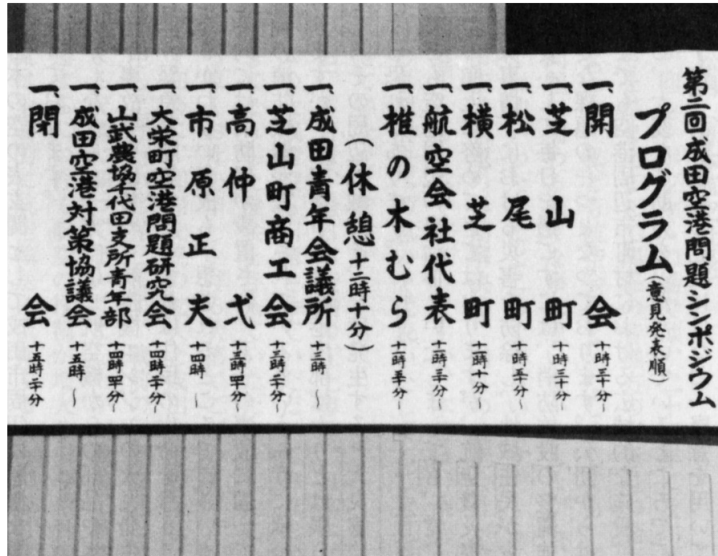 第二回成田空港問題シンポジウム
プログラム(意見発表順)
一、開会 十時三十分〜
一、芝山町 十時三十分〜
一、松尾町 十時五十分〜
一、横芝町 十一時十分〜
一、航空会社代表 十一時三十分〜
一、椎の木むら 十一時五十分〜
(休憩 十二時十分)
一、成田青年会議所 十三時〜
一、芝山町商工会 十三時二十分〜
一、高仲 十三時四十分〜
一、市原正夫 十四時〜
一、大栄町空港問題研究会 十四時二十分〜
一、山武農協千代田支所青年部 十四時四十分〜
一、成田空港対策協議会 十五時〜
一、閉会 十五時二十分〜